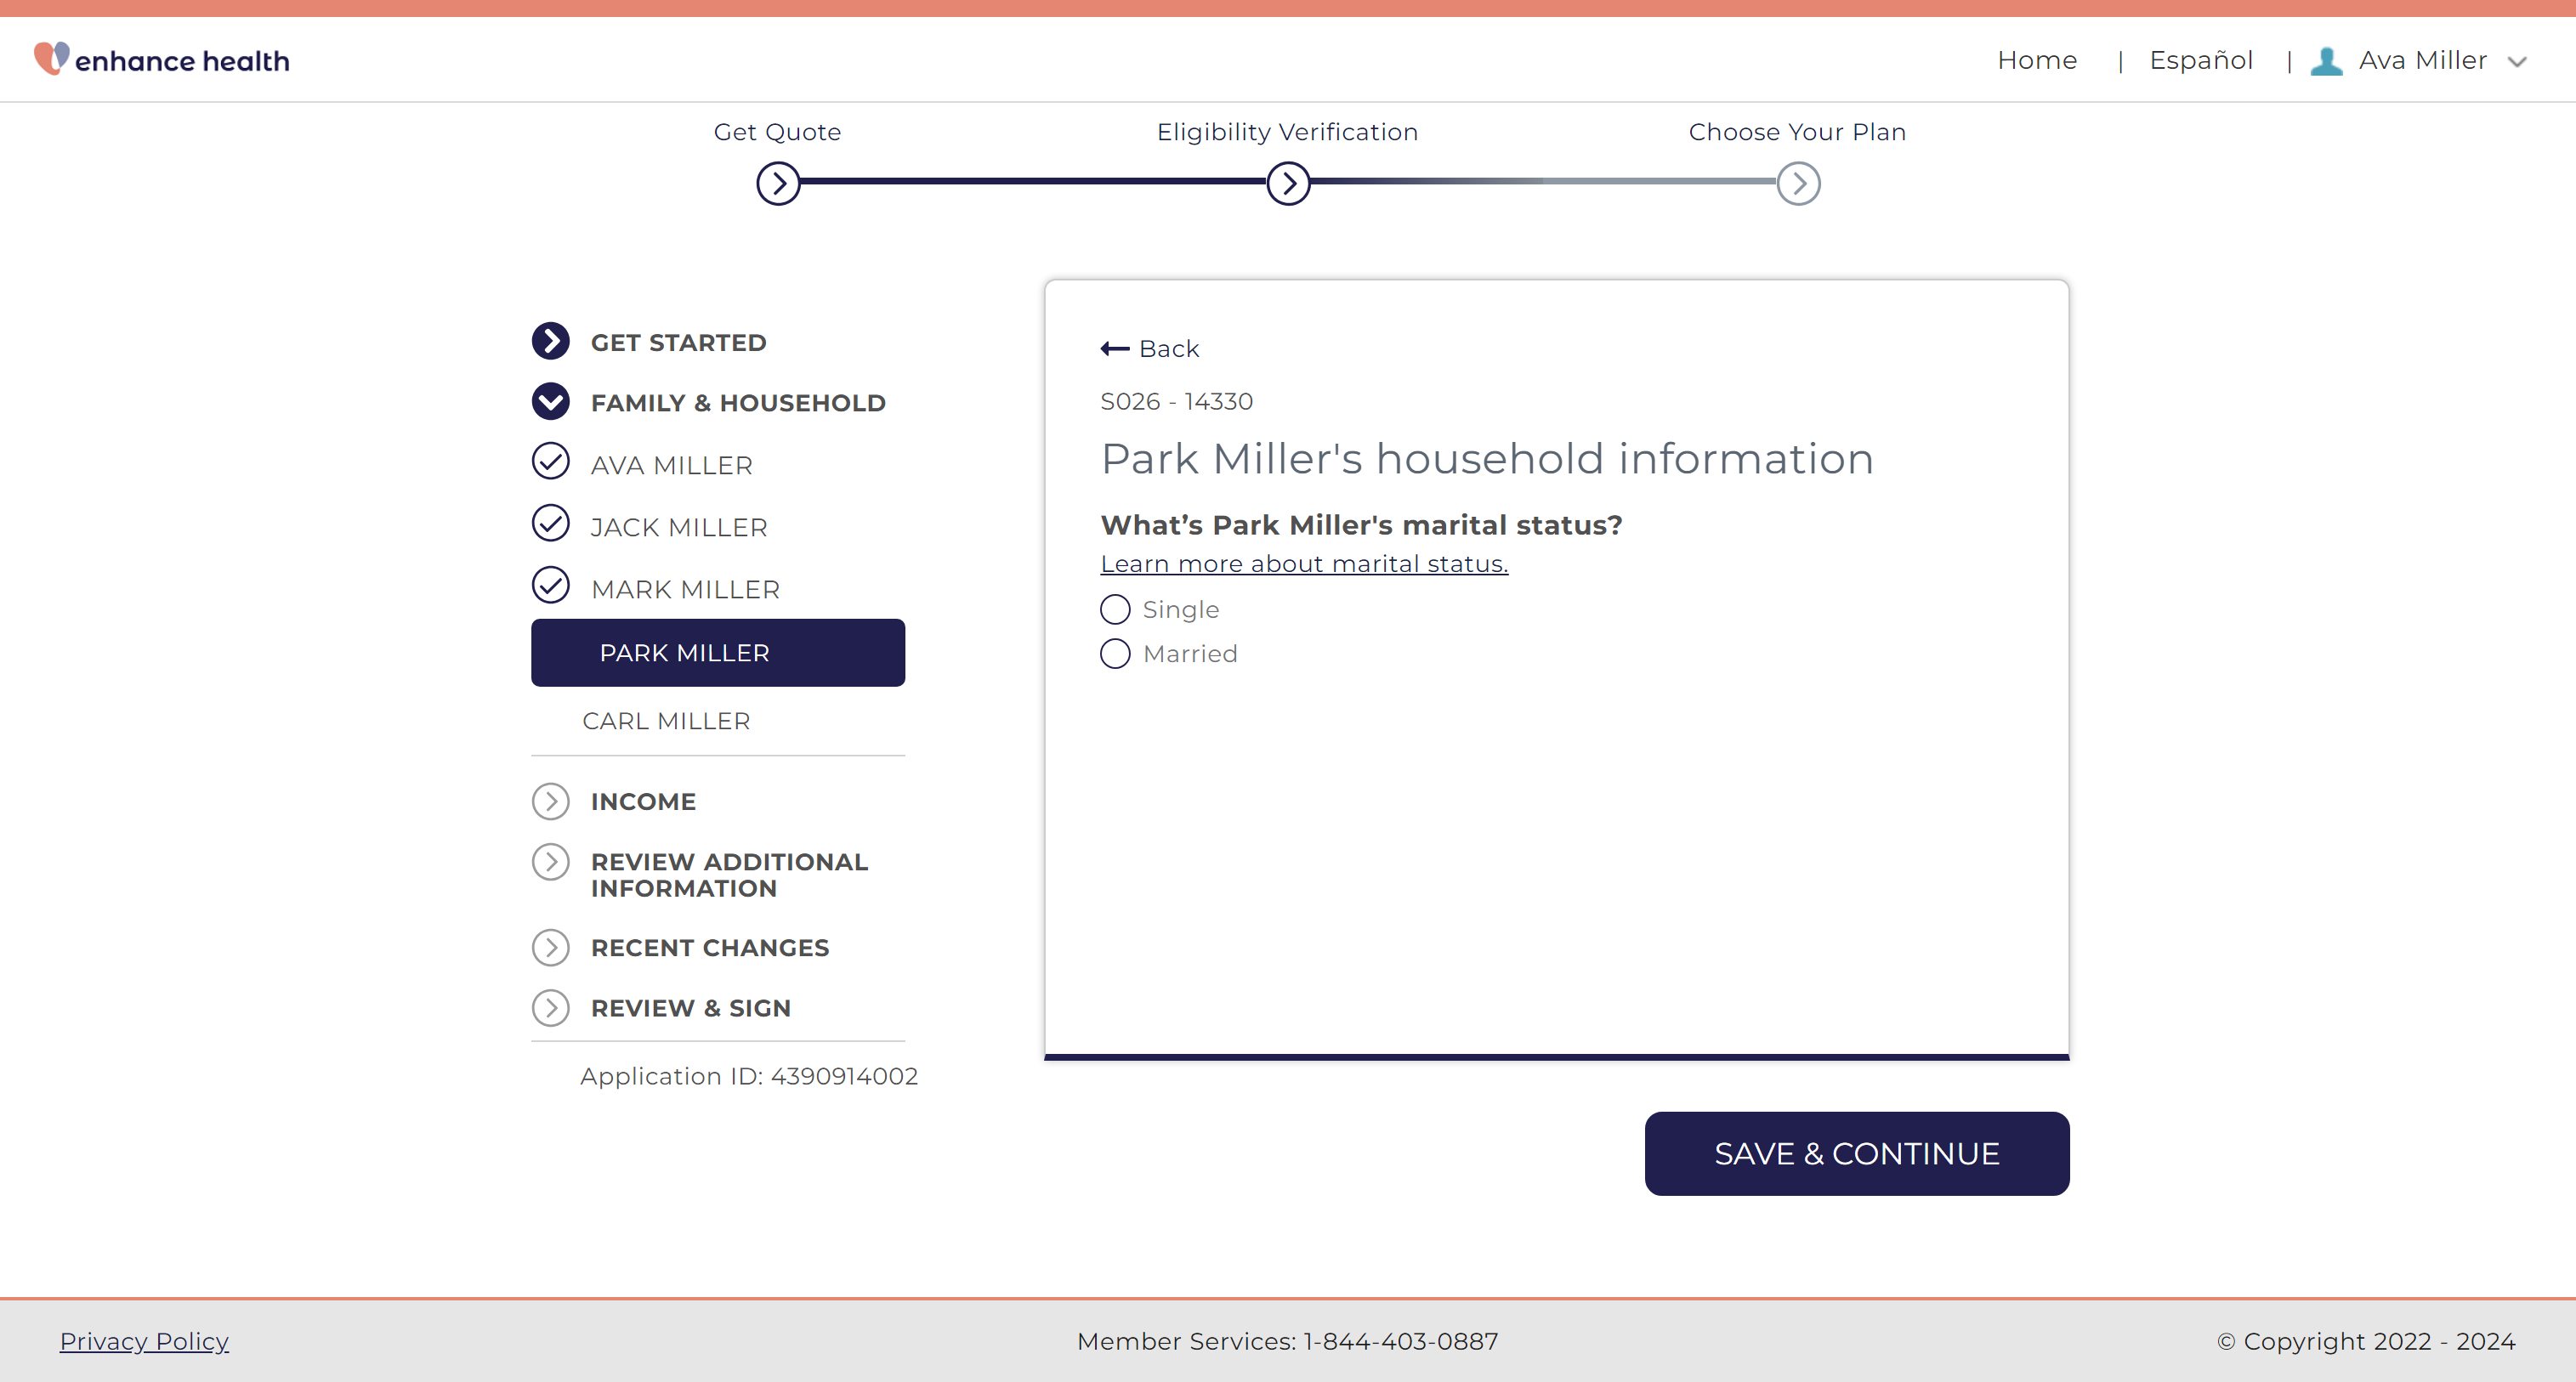 enhance health
Home | Español | Ava Miller
Get Quote
Eligibility Verification
Choose Your Plan
GET STARTED
FAMILY & HOUSEHOLD
AVA MILLER
JACK MILLER
MARK MILLER
PARK MILLER
CARL MILLER
INCOME
REVIEW ADDITIONAL
INFORMATION
RECENT CHANGES
REVIEW & SIGN
Application ID: 4390914002
Back
S026 - 14330
Park Miller's household information
What’s Park Miller's marital status?
Learn more about marital status.
Single
Married
SAVE & CONTINUE
Privacy Policy
Member Services: 1-844-403-0887
© Copyright 2022 - 2024